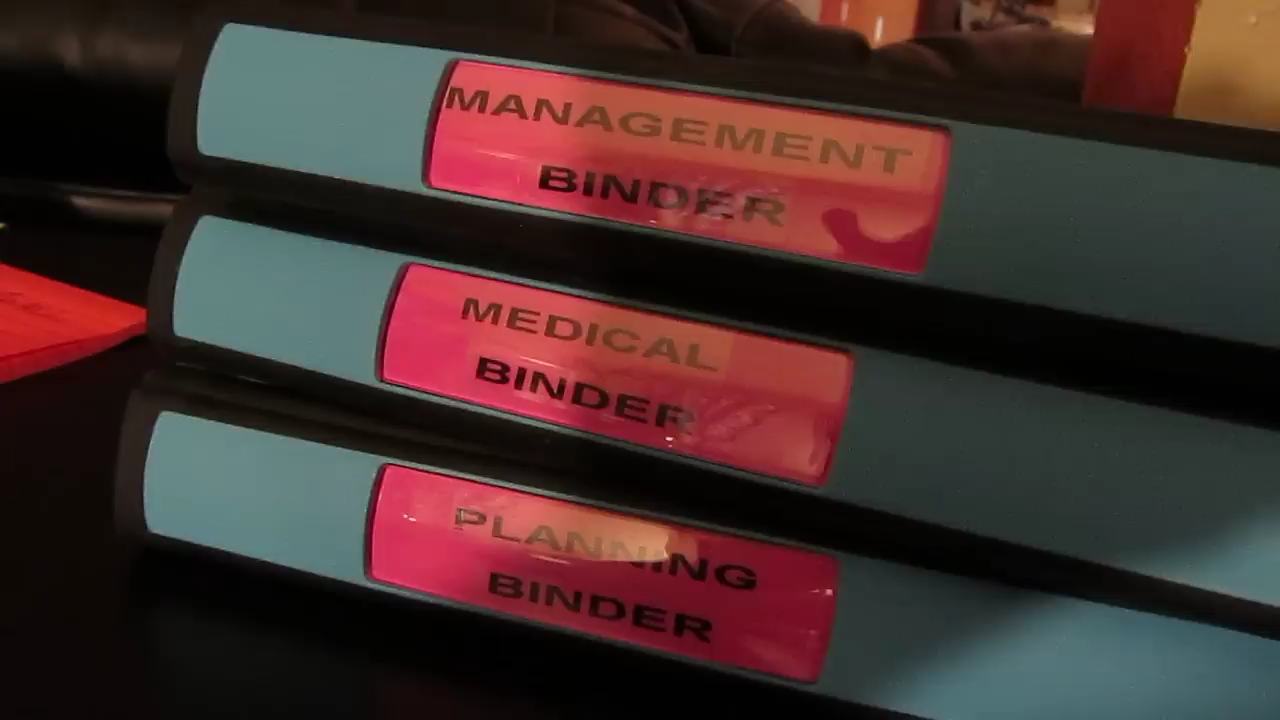 MANAGEMENT
BINDER
MEDICAL
BINDER
PLANNING
BINDER